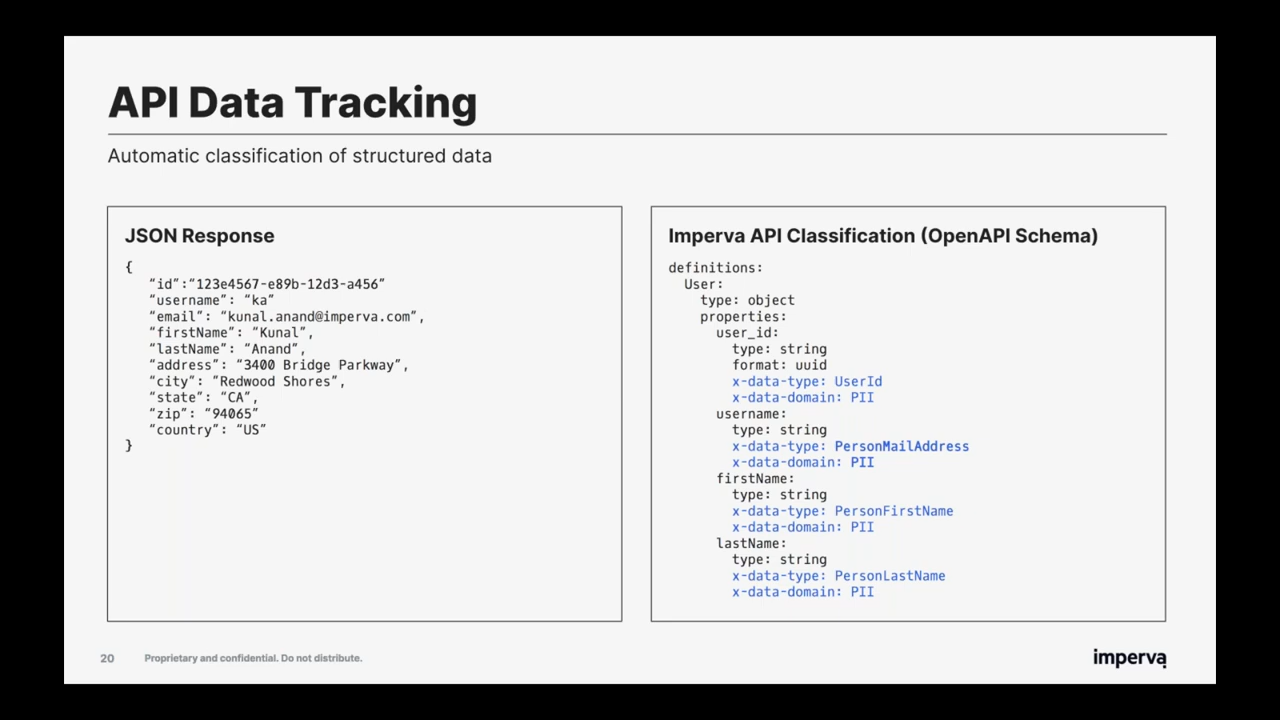 API Data Tracking
Automatic classification of structured data
JSON Response
{
“id”:“123e4567-e89b-12d3-a456”
“username”: “ka”
“email”: “kunal.anand@imperva.com”,
“firstName”: “Kunal”,
“lastName”: “Anand”,
“address”: “3400 Bridge Parkway”,
“city”: “Redwood Shores”,
“state”: “CA”,
“zip”: “94065”
“country”: “US”
}
Imperva API Classification (OpenAPI Schema)
definitions:
User:
type: object
properties:
user_id:
type: string
format: uuid
x-data-type: UserId
x-data-domain: PII
username:
type: string
x-data-type: PersonMailAddress
x-data-domain: PII
firstName:
type: string
x-data-type: PersonFirstName
x-data-domain: PII
lastName:
type: string
x-data-type: PersonLastName
x-data-domain: PII
20
Proprietary and confidential. Do not distribute.
imperva